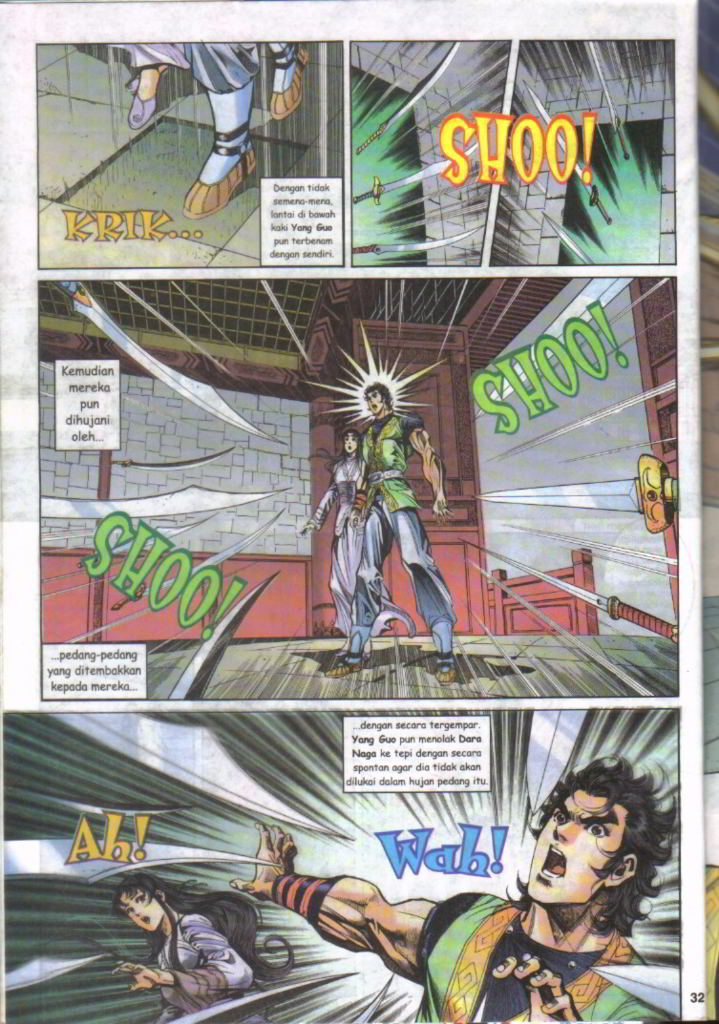 KRIK...
Dengan tidak
semena-mena,
lantai di bawah
kaki Yang Guo
pun terbenam
dengan sendiri.
SHOO!
Kemudian
mereka
pun
dihujani
oleh...
SHOO!
SHOO!
...pedang-pedang
yang ditembakkan
kepada mereka...
...dengan secara tergempar.
Yang Guo pun menolak Dara
Naga ke tepi dengan secara
spontan agar dia tidak akan
dilukai dalam hujan pedang itu.
Ah!
Wah!
32